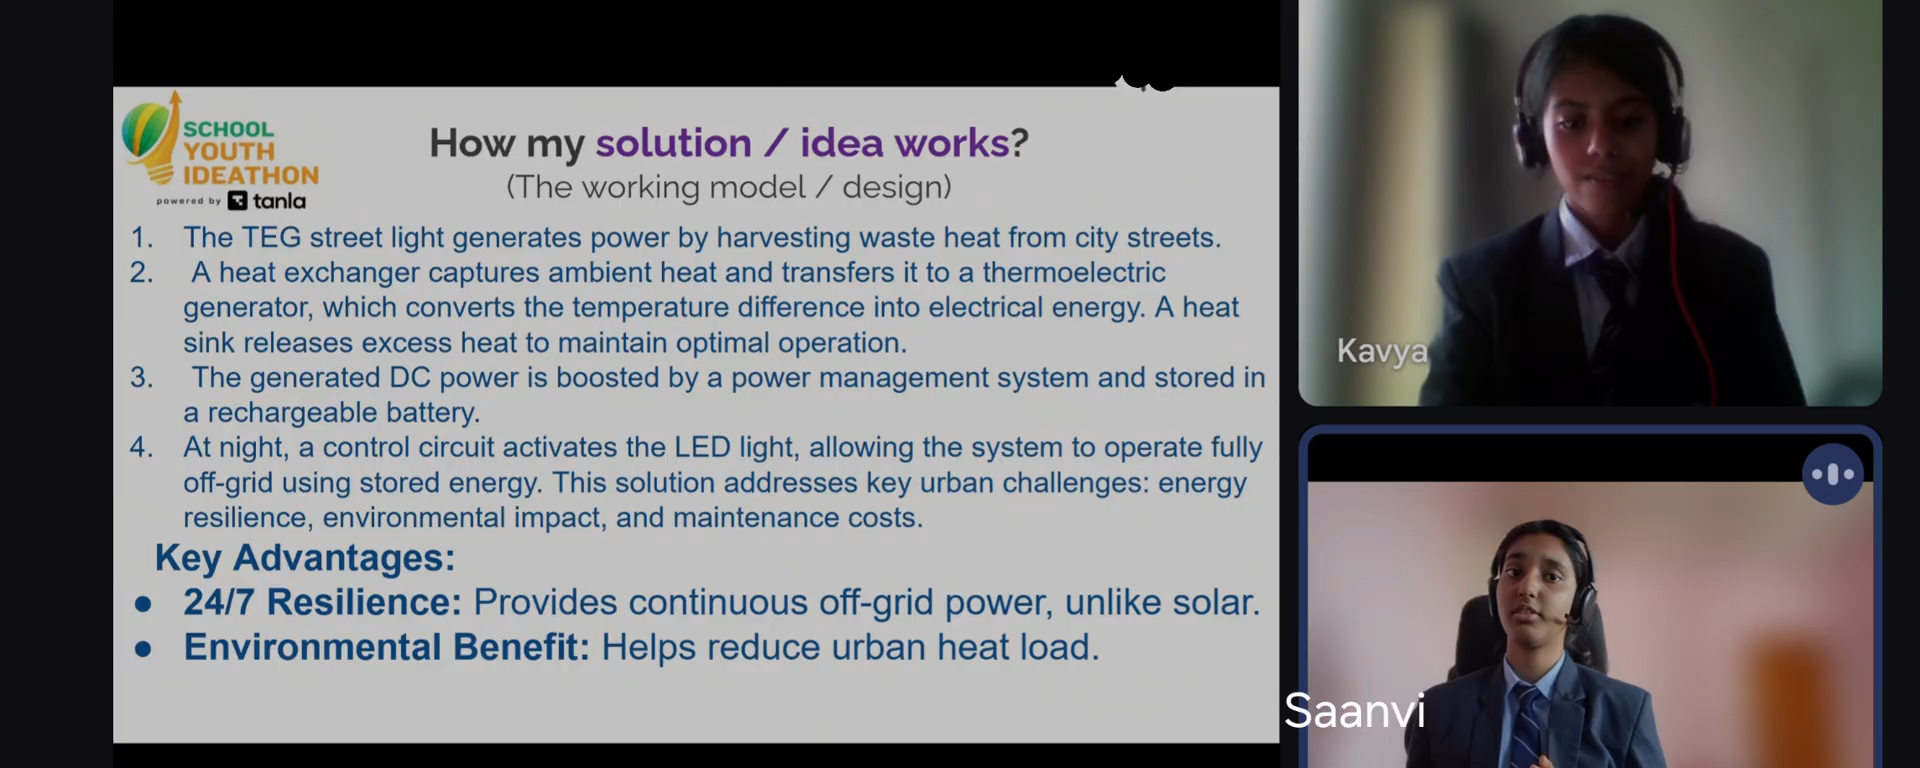 SCHOOL
YOUTH
IDEATHON
powered by tanla
How my solution / idea works?
(The working model / design)
1. The TEG street light generates power by harvesting waste heat from city streets.
2. A heat exchanger captures ambient heat and transfers it to a thermoelectric
generator, which converts the temperature difference into electrical energy. A heat
sink releases excess heat to maintain optimal operation.
3. The generated DC power is boosted by a power management system and stored in
a rechargeable battery.
4. At night, a control circuit activates the LED light, allowing the system to operate fully
off-grid using stored energy. This solution addresses key urban challenges: energy
resilience, environmental impact, and maintenance costs.
Key Advantages:
● 24/7 Resilience: Provides continuous off-grid power, unlike solar.
● Environmental Benefit: Helps reduce urban heat load.
Kavya
Saanvi